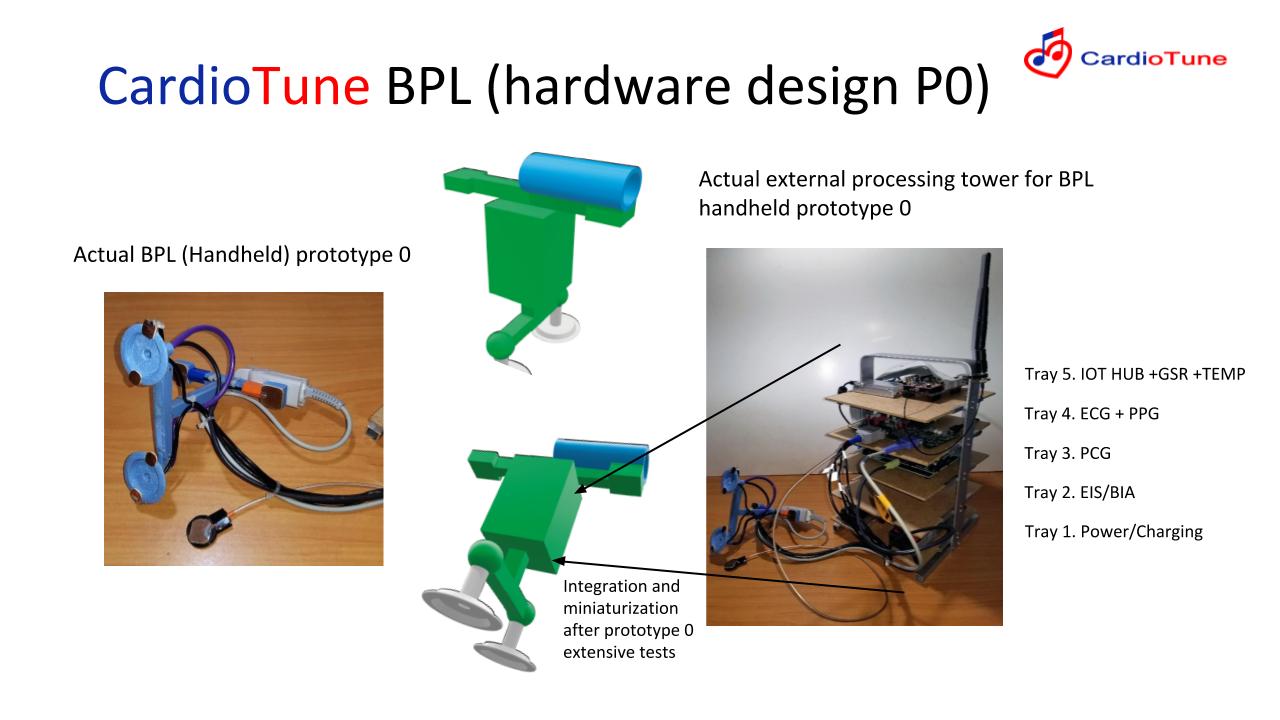 CardioTune BPL (hardware design P0)
CardioTune
Actual external processing tower for BPL
handheld prototype 0
Actual BPL (Handheld) prototype 0
Tray 5. IOT HUB +GSR +TEMP
Tray 4. ECG + PPG
Tray 3. PCG
Tray 2. EIS/BIA
Tray 1. Power/Charging
Integration and
miniaturization
after prototype 0
extensive tests